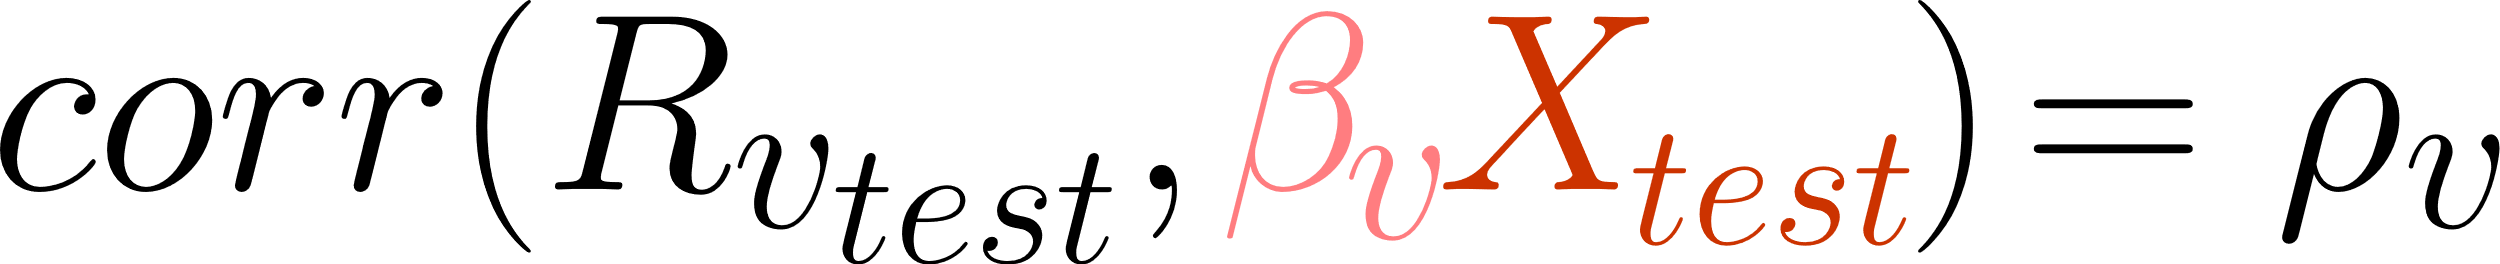 corr(R_{v_{test}}, β_v X_{test}) = ρ_v